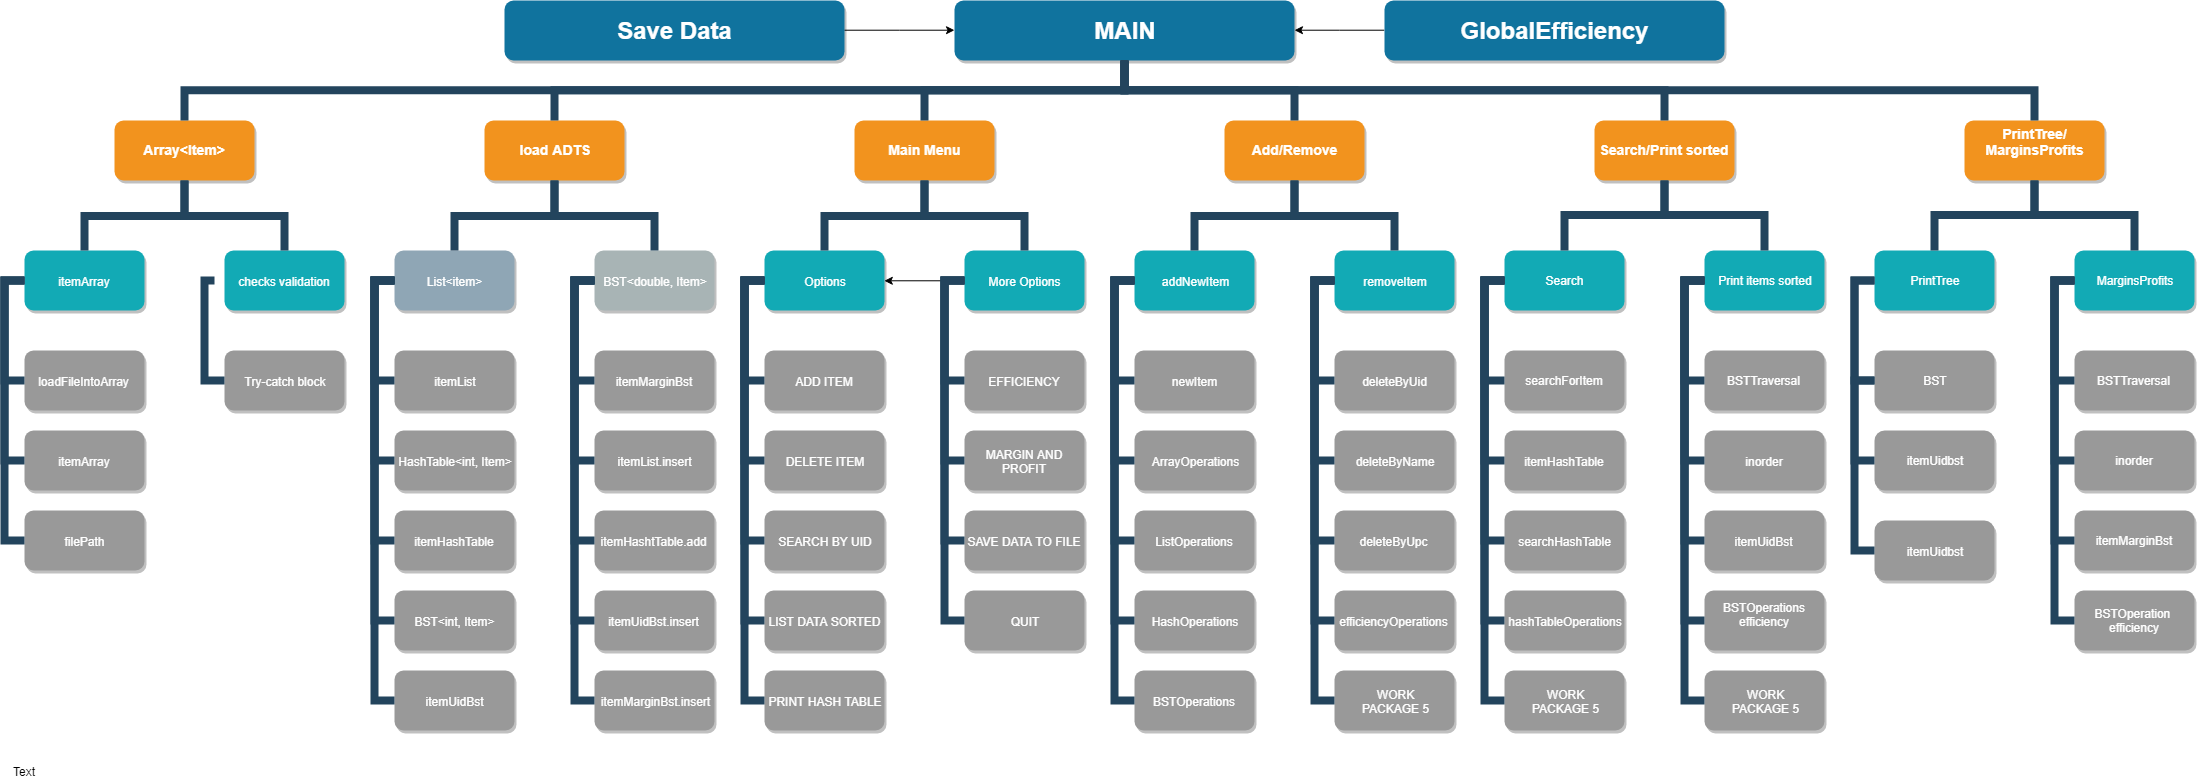 Save Data
MAIN
GlobalEfficiency
Array<Item>
load ADTS
Main Menu
Add/Remove
Search/Print sorted
PrintTree/
MarginsProfits
itemArray
checks validation
List<item>
BST<double, Item>
Options
More Options
addNewItem
removeItem
Search
Print items sorted
PrintTree
MarginsProfits
loadFileIntoArray
Try-catch block
itemList
itemMarginBst
ADD ITEM
EFFICIENCY
newItem
deleteByUid
searchForItem
BSTTraversal
BST
BSTTraversal
itemArray
HashTable<int, Item>
itemList.insert
DELETE ITEM
MARGIN AND
PROFIT
ArrayOperations
deleteByName
itemHashTable
inorder
itemUidbst
inorder
filePath
itemHashTable
itemHashtTable.add
SEARCH BY UID
SAVE DATA TO FILE
ListOperations
deleteByUpc
searchHashTable
itemUidBst
itemUidbst
itemMarginBst
BST<int, Item>
itemUidBst.insert
LIST DATA SORTED
QUIT
HashOperations
efficiencyOperations
hashTableOperations
BSTOperations
efficiency
BSTOperation
efficiency
itemUidBst
itemMarginBst.insert
PRINT HASH TABLE
BSTOperations
WORK
PACKAGE 5
WORK
PACKAGE 5
WORK
PACKAGE 5
Text